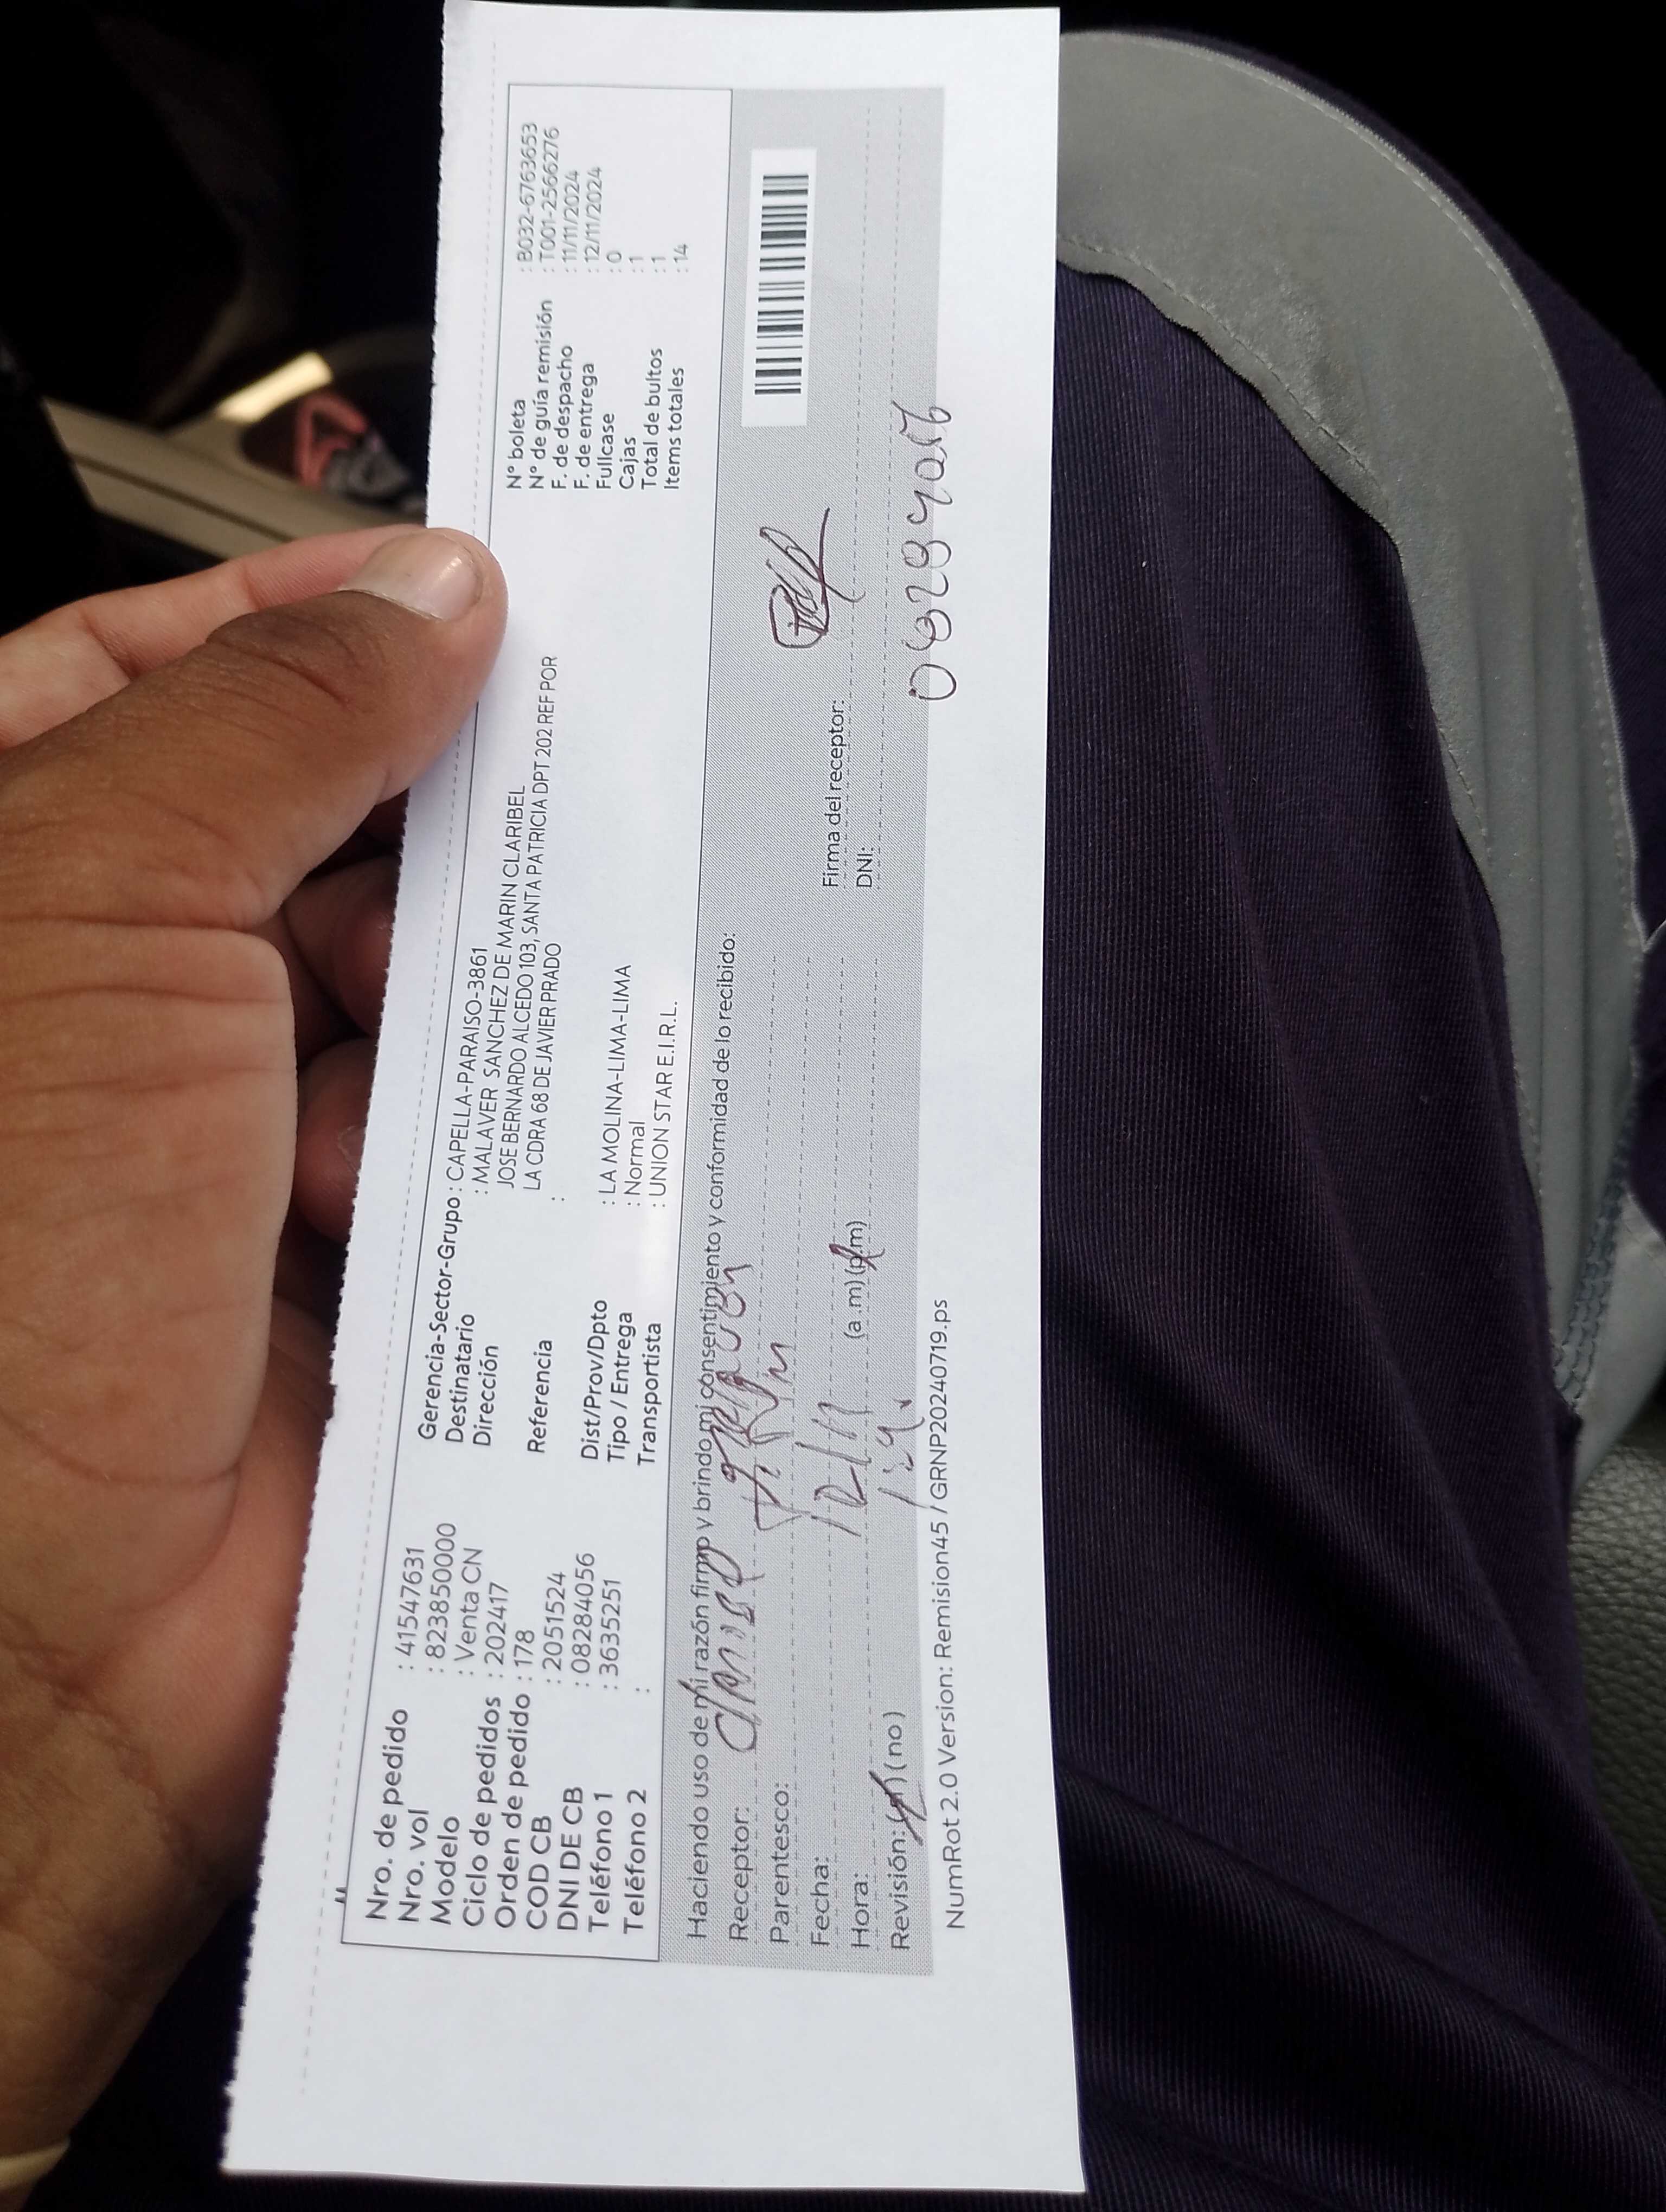 Nro. de pedido : 41547631
Nro. vol : 823850000
Modelo : Venta CN
Ciclo de pedidos : 202417
Orden de pedido : 178
COD CB : 2051524
DNI DE CB : 08284056
Teléfono 1 : 3635251
Teléfono 2 :
Gerencia-Sector-Grupo : CAPELLA-PARAISO-3861
Destinatario : MALAVER SANCHEZ DE MARIN CLARIBEL
Dirección JOSE BERNARDO ALCEDO 103, SANTA PATRICIA DPT 202 REF POR
LA CDRA 68 DE JAVIER PRADO
Referencia :
Dist/Prov/Dpto : LA MOLINA-LIMA-LIMA
Tipo / Entrega : Normal
Transportista : UNION STAR E.I.R.L.
N° boleta : B032-6763653
N° de guía remisión : T001-2566276
F. de despacho : 11/11/2024
F. de entrega : 12/11/2024
Fullcase : 0
Cajas : 1
Total de bultos : 1
Items totales : 14
Haciendo uso de mi razón firmo y brindo mi consentimiento y conformidad de lo recibido:
Receptor:
Parentesco:
Fecha: 12/11
Hora: (a.m) (p.m)
Revisión: (si) (no)
Firma del receptor:
DNI: 08284056
NumRot 2.0 Version: Remision45 / GRNP20240719.ps